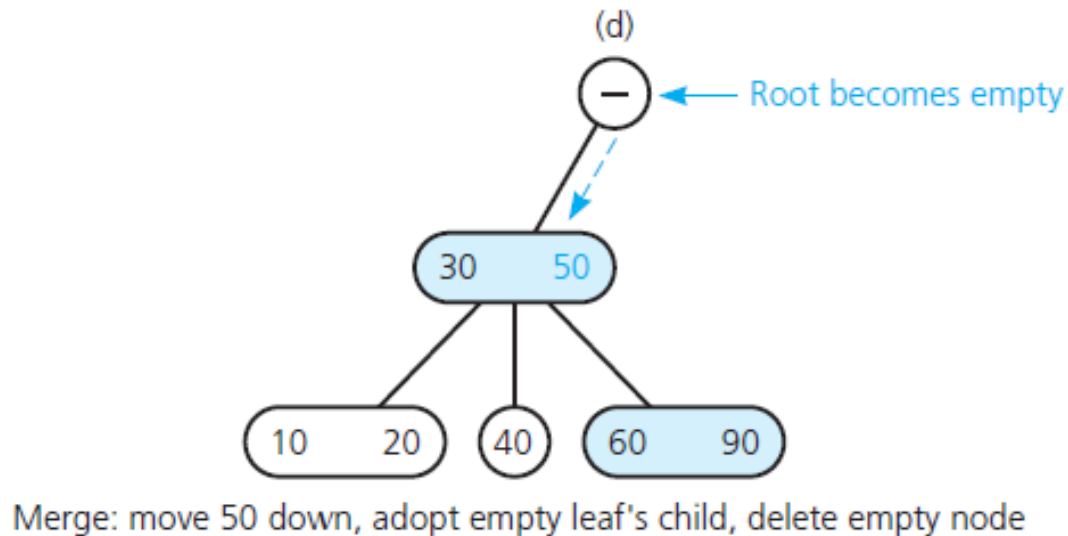 (d)
– Root becomes empty
30 50
10 20 40 60 90
Merge: move 50 down, adopt empty leaf's child, delete empty node